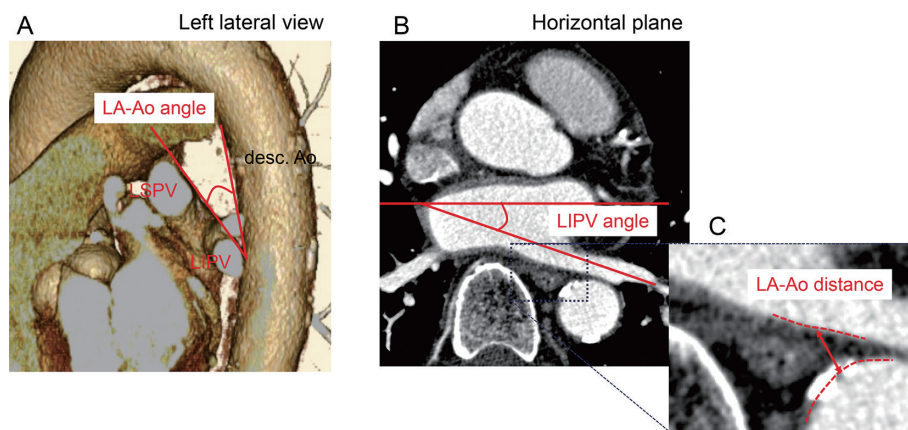 A
Left lateral view
LA-Ao angle
desc. Ao
LSPV
LIPV
B
Horizontal plane
LIPV angle
C
LA-Ao distance